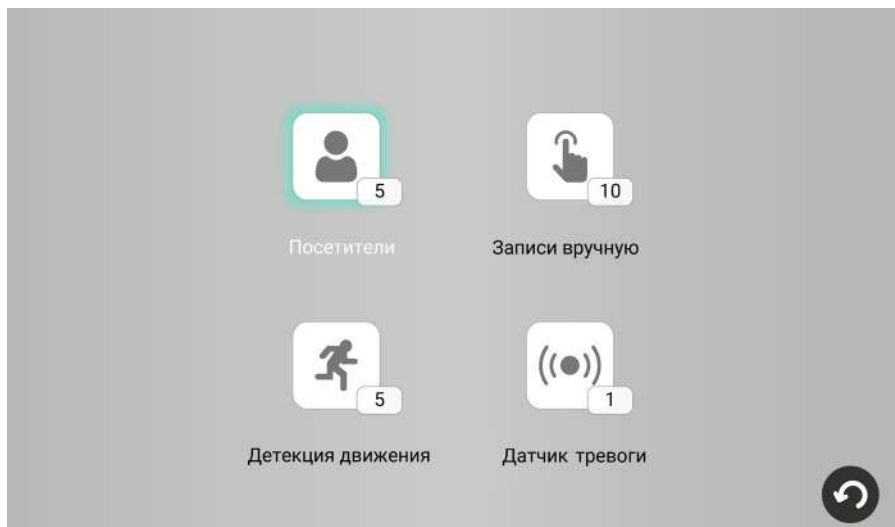 5
10
Посетители
Записи вручную
5
1
Детекция движения
Датчик тревоги